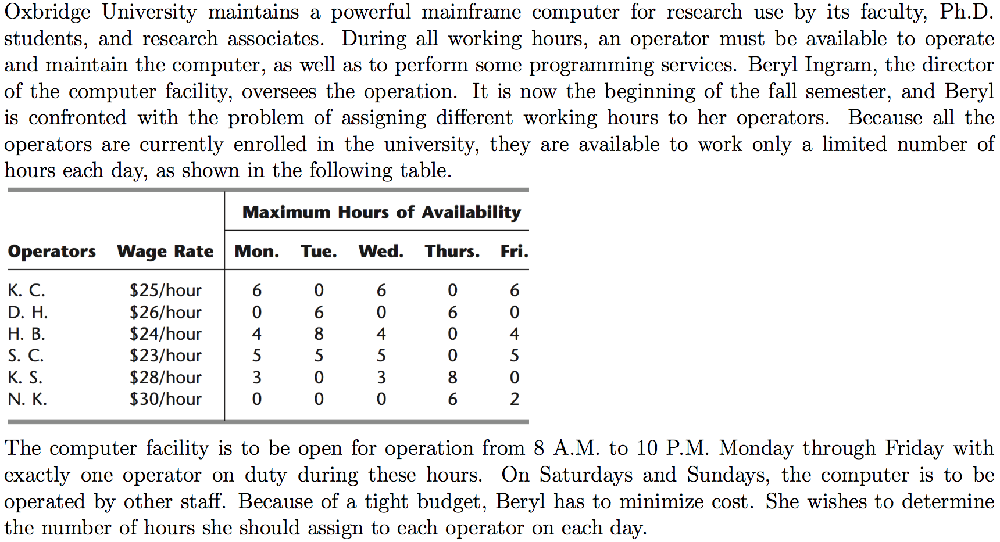 Oxbridge University maintains a powerful mainframe computer for research use by its faculty, Ph.D.
students, and research associates. During all working hours, an operator must be available to operate
and maintain the computer, as well as to perform some programming services. Beryl Ingram, the director
of the computer facility, oversees the operation. It is now the beginning of the fall semester, and Beryl
is confronted with the problem of assigning different working hours to her operators. Because all the
operators are currently enrolled in the university, they are available to work only a limited number of
hours each day, as shown in the following table.
Maximum Hours of Availability
Operators Wage Rate Mon. Tue. Wed. Thurs. Fri.
K. C. $25/hour 6 0 6 0 6
D. H. $26/hour 0 6 0 6 0
H. B. $24/hour 4 8 4 0 4
S. C. $23/hour 5 5 5 0 5
K. S. $28/hour 3 0 3 8 0
N. K. $30/hour 0 0 0 6 2
The computer facility is to be open for operation from 8 A.M. to 10 P.M. Monday through Friday with
exactly one operator on duty during these hours. On Saturdays and Sundays, the computer is to be
operated by other staff. Because of a tight budget, Beryl has to minimize cost. She wishes to determine
the number of hours she should assign to each operator on each day.